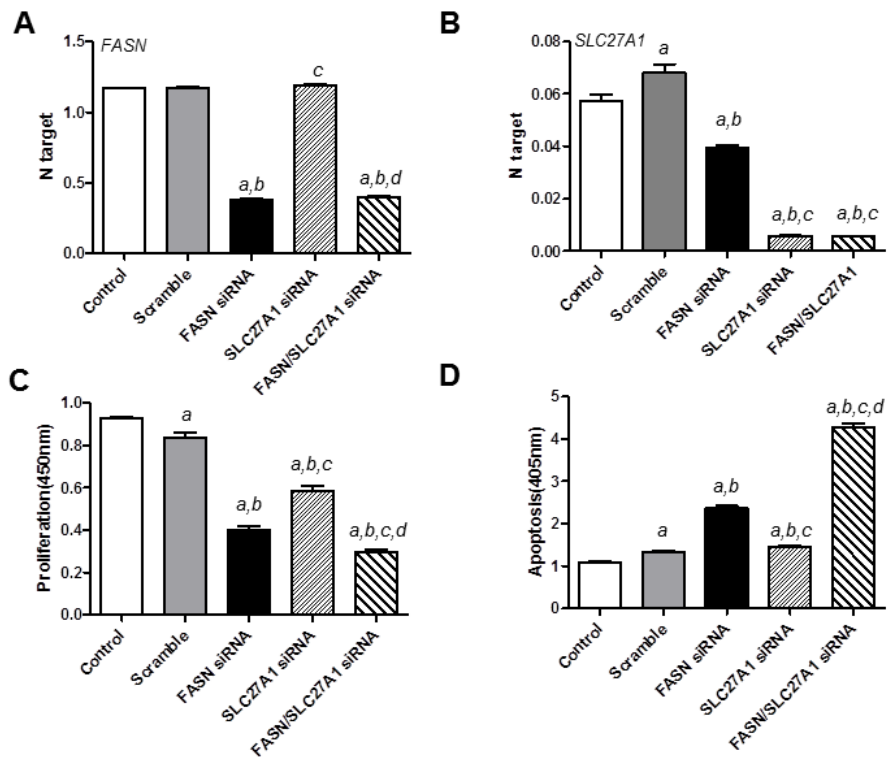 A
FASN
N target
1.5
1.0
0.5
0.0
c
a,b
a,b,d
Control
Scramble
FASN siRNA
SLC27A1 siRNA
FASN/SLC27A1 siRNA
B
SLC27A1
N target
0.08
0.06
0.04
0.02
0.00
a
a,b
a,b,c
a,b,c
Control
Scramble
FASN siRNA
SLC27A1 siRNA
FASN/SLC27A1
C
Proliferation(450nm)
1.0
0.8
0.6
0.4
0.2
0.0
a
a,b
a,b,c
a,b,c,d
Control
Scramble
FASN siRNA
SLC27A1 siRNA
FASN/SLC27A1 siRNA
D
Apoptosis(405nm)
5
4
3
2
1
0
a
a,b
a,b,c
a,b,c,d
Control
Scramble
FASN siRNA
SLC27A1 siRNA
FASN/SLC27A1 siRNA